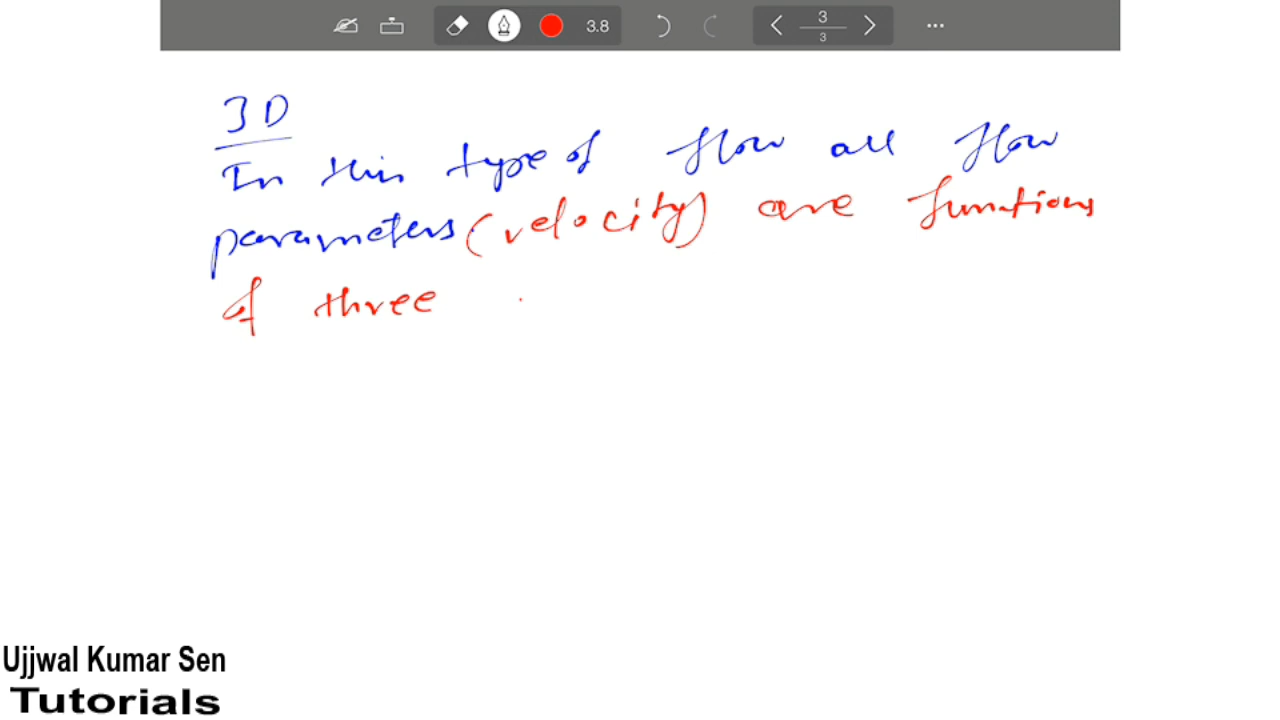 3.8
3
3
3D
In this type of flow all flow
parameters (velocity) are functions
of three
Ujjwal Kumar Sen
Tutorials